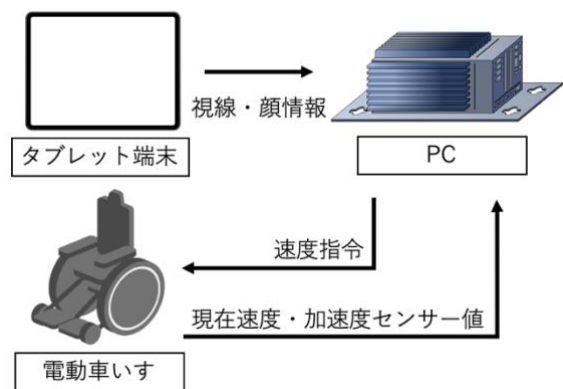 視線・顔情報
タブレット端末
PC
速度指令
現在速度・加速度センサー値
電動車いす